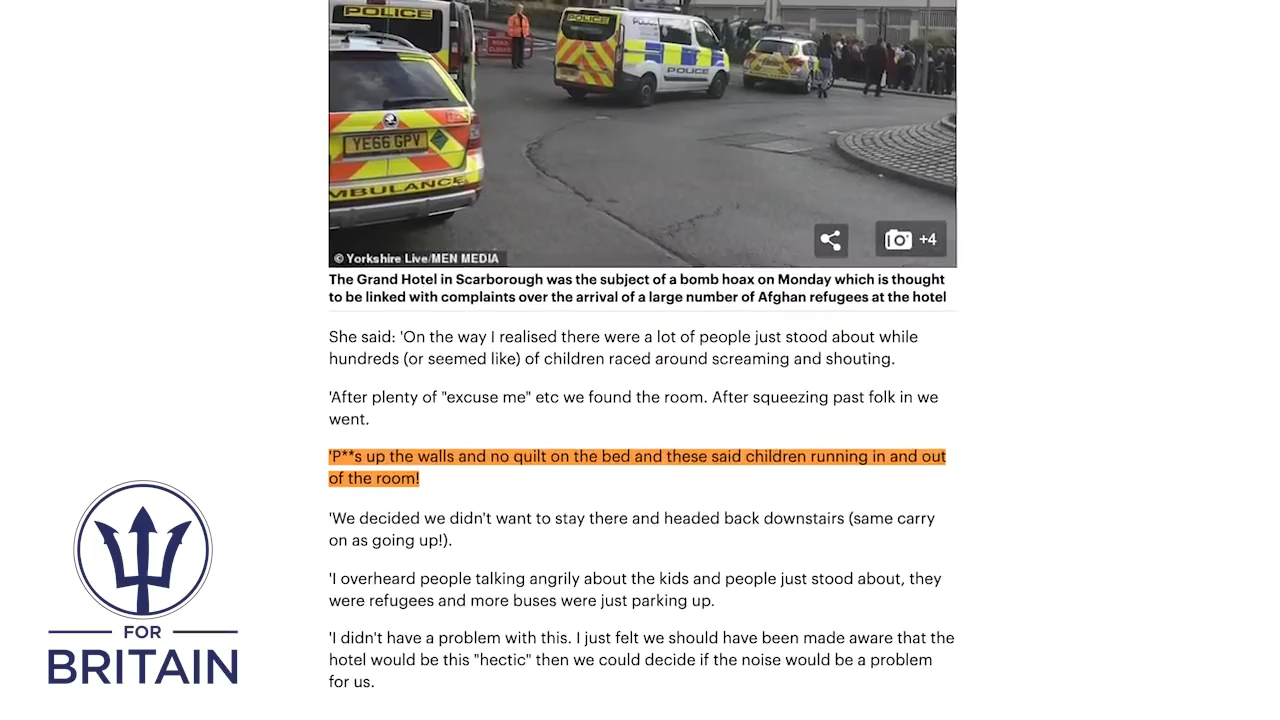 POLICE
POLICE
POLICE
POLICE
ROAD
CLOSED
YE66 GPV
MBULANCE
+4
© Yorkshire Live/MEN MEDIA
The Grand Hotel in Scarborough was the subject of a bomb hoax on Monday which is thought
to be linked with complaints over the arrival of a large number of Afghan refugees at the hotel
She said: 'On the way I realised there were a lot of people just stood about while
hundreds (or seemed like) of children raced around screaming and shouting.
'After plenty of "excuse me" etc we found the room. After squeezing past folk in we
went.
'P**s up the walls and no quilt on the bed and these said children running in and out
of the room!
'We decided we didn't want to stay there and headed back downstairs (same carry
on as going up!).
'I overheard people talking angrily about the kids and people just stood about, they
were refugees and more buses were just parking up.
'I didn't have a problem with this. I just felt we should have been made aware that the
hotel would be this "hectic" then we could decide if the noise would be a problem
for us.
FOR
BRITAIN